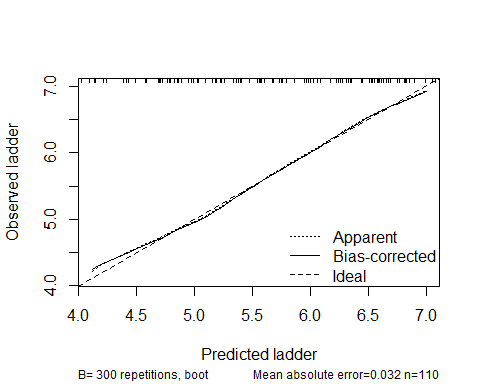 Observed ladder
7.0
6.0
5.0
4.0
Apparent
Bias-corrected
Ideal
4.0 4.5 5.0 5.5 6.0 6.5 7.0
Predicted ladder
B= 300 repetitions, boot Mean absolute error=0.032 n=110